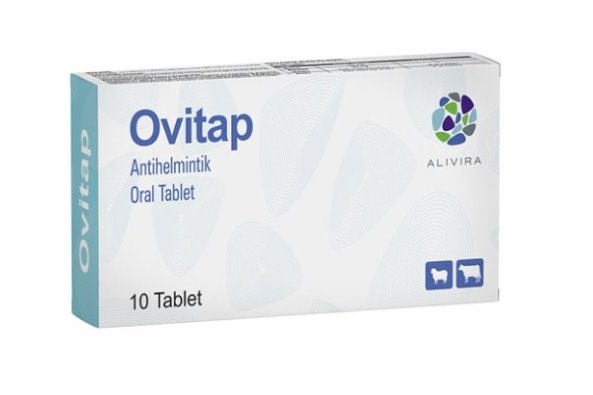 Ovitap
Ovitap
Antihelmintik
Oral Tablet
ALIVIRA
10 Tablet